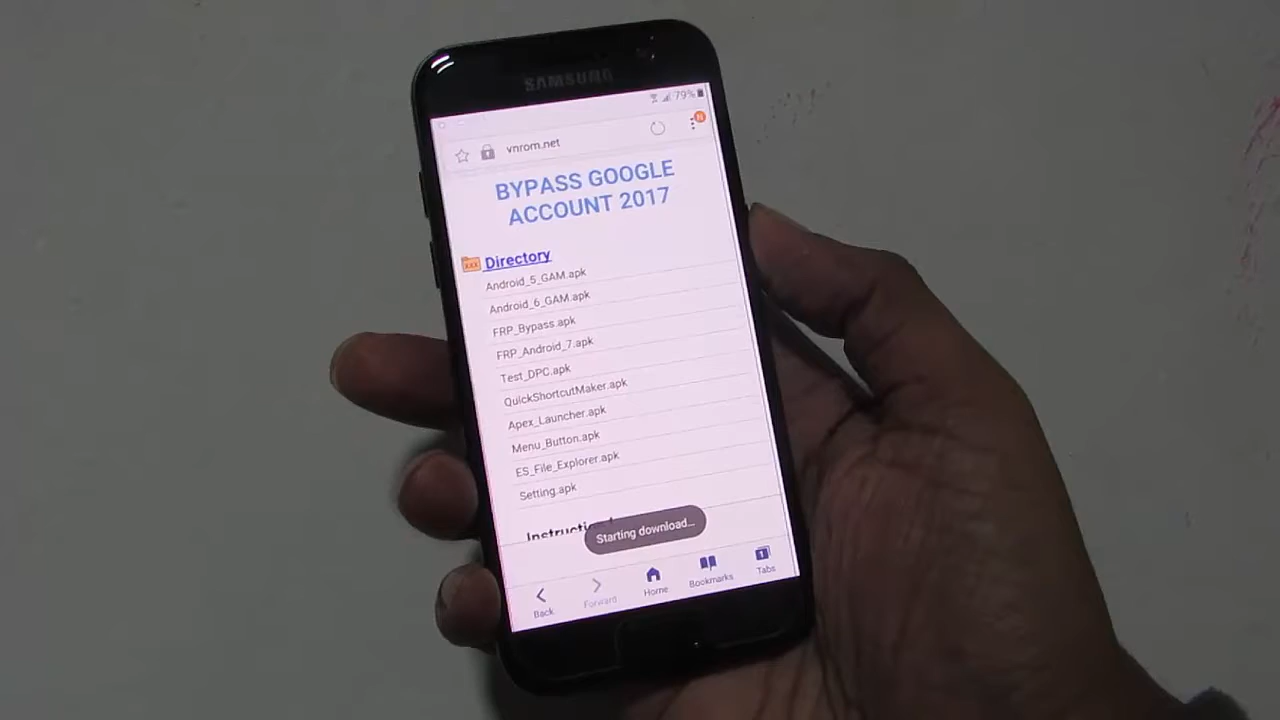 SAMSUNG
79%
vnrom.net
N
BYPASS GOOGLE
ACCOUNT 2017
Directory
Android_5_GAM.apk
Android_6_GAM.apk
FRP_Bypass.apk
FRP_Android_7.apk
Test_DPC.apk
QuickShortcutMaker.apk
Apex_Launcher.apk
Menu_Button.apk
ES_File_Explorer.apk
Setting.apk
Starting download...
Back
Forward
Home
Bookmarks
1
Tabs